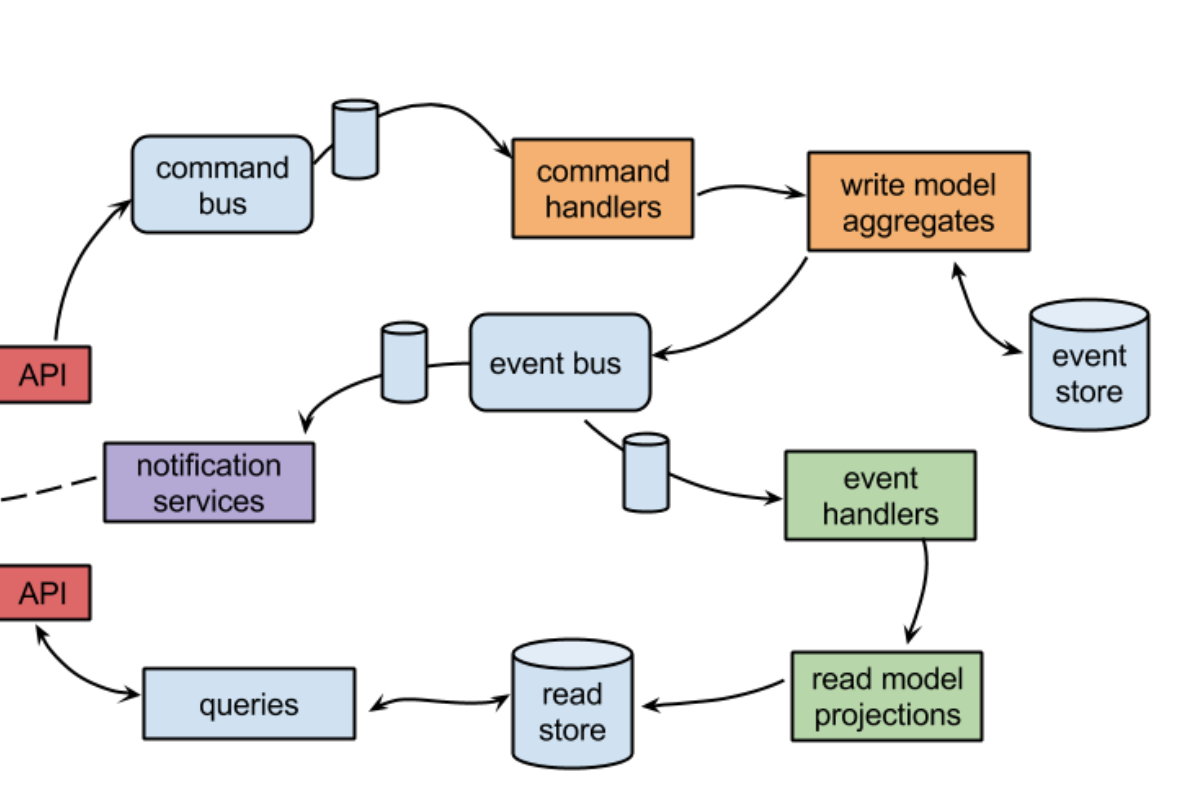 command
bus
command
handlers
write model
aggregates
API
event bus
event
store
notification
services
event
handlers
API
queries
read
store
read model
projections